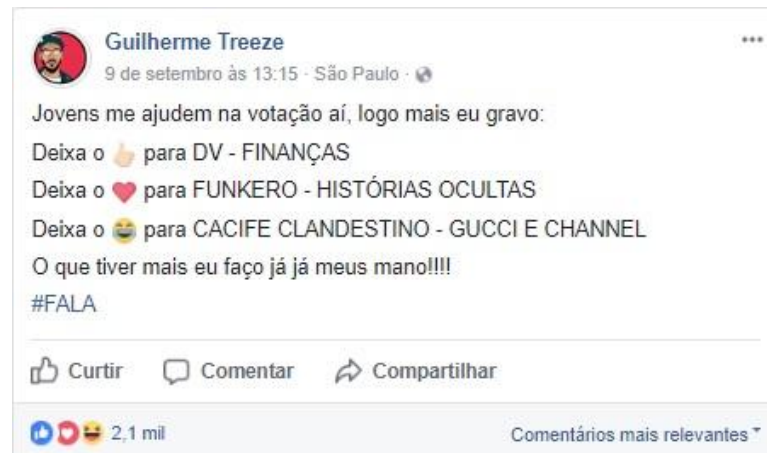 Guilherme Treeze
9 de setembro às 13:15 · São Paulo ·
Jovens me ajudem na votação aí, logo mais eu gravo:
Deixa o 👆 para DV - FINANÇAS
Deixa o ❤ para FUNKERO - HISTÓRIAS OCULTAS
Deixa o 😂 para CACIFE CLANDESTINO - GUCCI E CHANNEL
O que tiver mais eu faço já já meus mano!!!!
#FALA
Curtir Comentar Compartilhar
2,1 mil Comentários mais relevantes